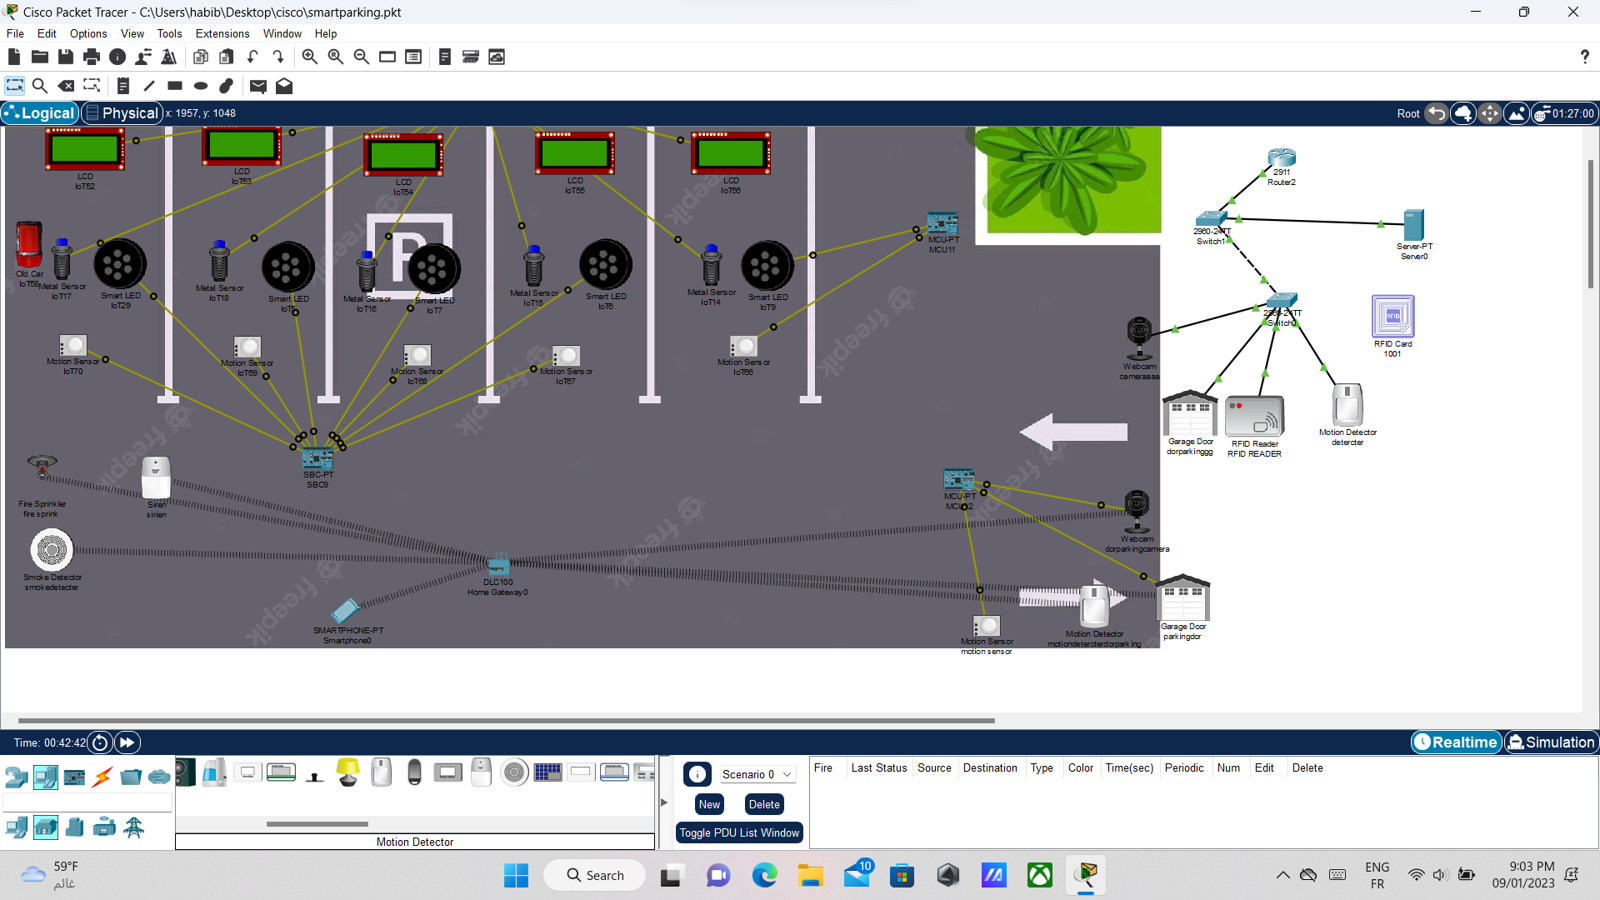 Cisco Packet Tracer - C:\Users\habib\Desktop\cisco\smartparking.pkt
File Edit Options View Tools Extensions Window Help
?
Logical Physical x: 1957, y: 1048 Root 01:27:00
LCD
IoT52
LCD
IoT53
LCD
IoT54
LCD
IoT55
LCD
IoT56
2911
Router2
2960-24TT
Switch1
Server-PT
Server0
MCU-PT
MCU11
P
Old Car
IoT58
Metal Sensor
IoT17
Smart LED
IoT29
Metal Sensor
IoT18
Smart LED
IoT5
Metal Sensor
IoT16
Smart LED
IoT7
Metal Sensor
IoT15
Smart LED
IoT6
Metal Sensor
IoT14
Smart LED
IoT9
2960-24TT
RFID
RFID Card
1001
Motion Sensor
IoT70
Motion Sensor
IoT69
Motion Sensor
IoT68
Motion Sensor
IoT67
Motion Sensor
IoT66
Webcam
cameraaaa
Garage Door
dorparkinggg
RFID Reader
RFID READER
Motion Detector
detercter
freepik
SBC-PT
SBC9
Fire Sprinkler
fire sprink
Siren
sirien
MCU-PT
Webcam
dorparkingcamera
Smoke Detector
smokedetector
DLC100
Home Gateway0
SMARTPHONE-PT
Smartphone0
Motion Sensor
motion sensor
Motion Detector
motiondetercterdorparking
Garage Door
parkingdor
Time: 00:42:42 Realtime Simulation
Scenario 0
New Delete
Toggle PDU List Window
Fire Last Status Source Destination Type Color Time(sec) Periodic Num Edit Delete
Motion Detector
59°F
غائم
Search
10
ENG
FR
9:03 PM
09/01/2023